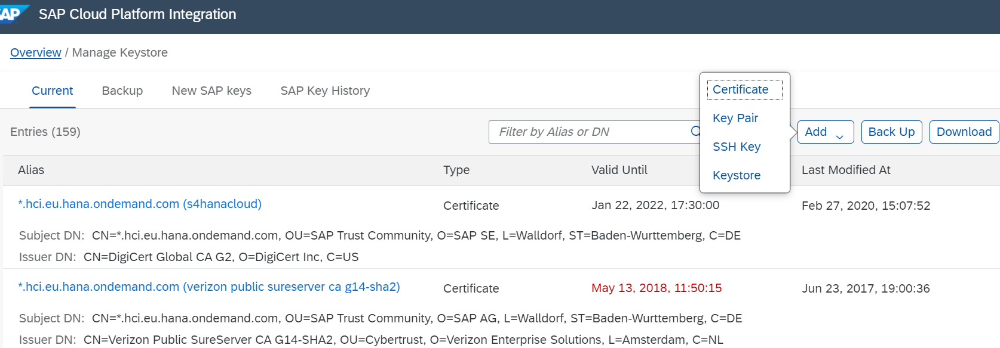 SAP SAP Cloud Platform Integration
Overview / Manage Keystore
Current Backup New SAP keys SAP Key History
Certificate
Key Pair
SSH Key
Keystore
Entries (159) Filter by Alias or DN Add Back Up Download
Alias Type Valid Until Last Modified At
*.hci.eu.hana.ondemand.com (s4hanacloud) Certificate Jan 22, 2022, 17:30:00 Feb 27, 2020, 15:07:52
Subject DN: CN=*.hci.eu.hana.ondemand.com, OU=SAP Trust Community, O=SAP SE, L=Walldorf, ST=Baden-Wurttemberg, C=DE
Issuer DN: CN=DigiCert Global CA G2, O=DigiCert Inc, C=US
*.hci.eu.hana.ondemand.com (verizon public sureserver ca g14-sha2) Certificate May 13, 2018, 11:50:15 Jun 23, 2017, 19:00:36
Subject DN: CN=*.hci.eu.hana.ondemand.com, OU=SAP Trust Community, O=SAP AG, L=Walldorf, ST=Baden-Wurttemberg, C=DE
Issuer DN: CN=Verizon Public SureServer CA G14-SHA2, OU=Cybertrust, O=Verizon Enterprise Solutions, L=Amsterdam, C=NL